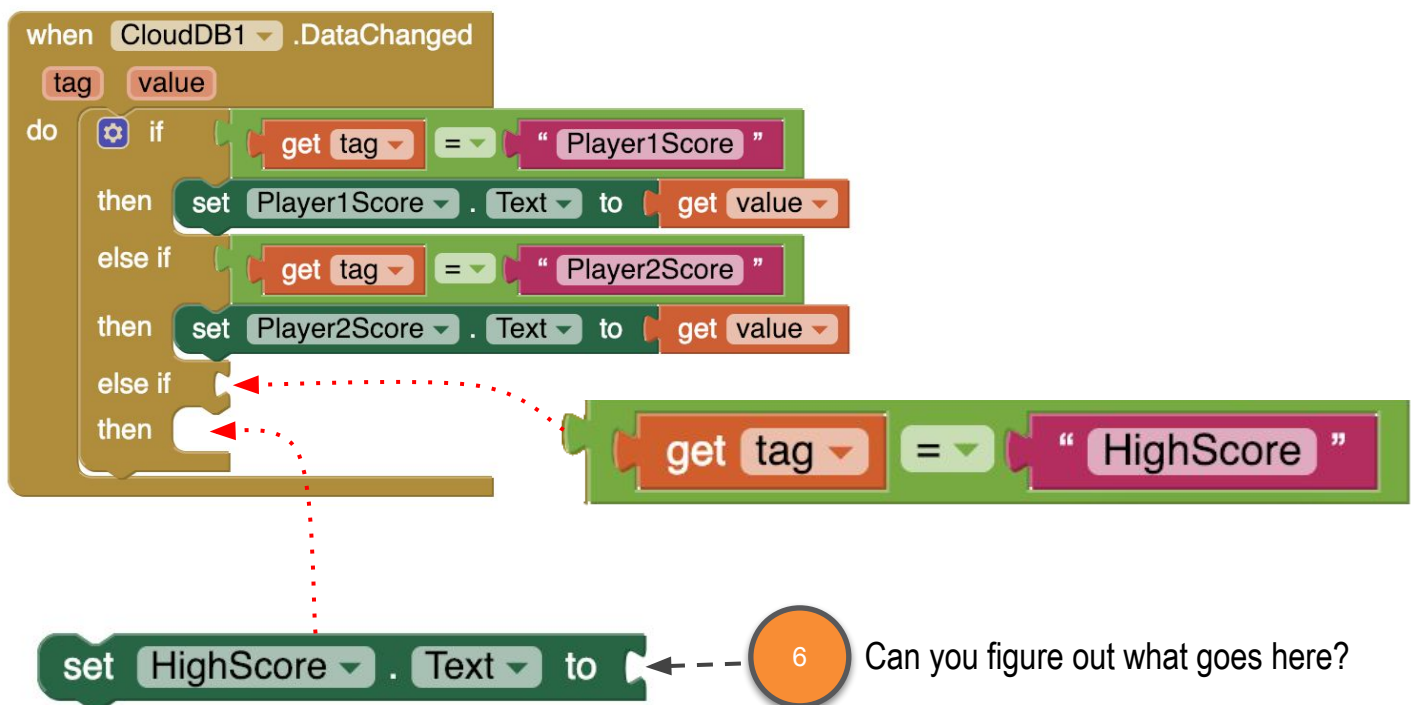 when CloudDB1 .DataChanged
tag value
do if get tag = “ Player1Score ”
then set Player1Score . Text to get value
else if get tag = “ Player2Score ”
then set Player2Score . Text to get value
else if
then
get tag = “ HighScore ”
set HighScore . Text to
6 Can you figure out what goes here?